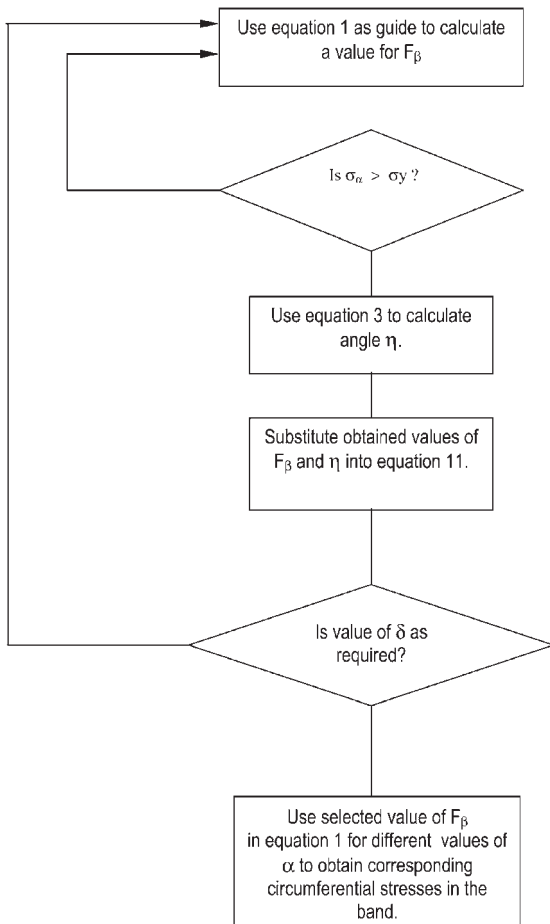 Use equation 1 as guide to calculate
a value for Fβ
Is σα > σy ?
Use equation 3 to calculate
angle η.
Substitute obtained values of
Fβ and η into equation 11.
Is value of δ as
required?
Use selected value of Fβ
in equation 1 for different values of
α to obtain corresponding
circumferential stresses in the
band.